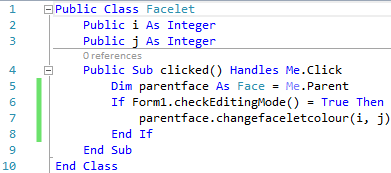 1 Public Class Facelet
2 Public i As Integer
3 Public j As Integer
0 references
4 Public Sub clicked() Handles Me.Click
5 Dim parentface As Face = Me.Parent
6 If Form1.checkEditingMode() = True Then
7 parentface.changefaceletcolour(i, j)
8 End If
9 End Sub
10 End Class